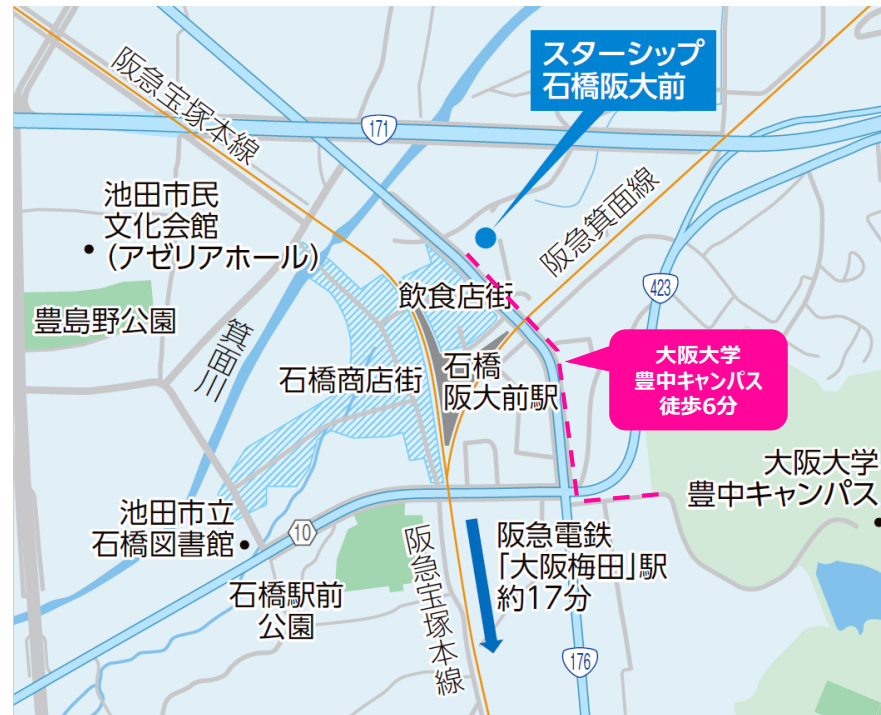 スターシップ
石橋阪大前
阪急宝塚本線
171
池田市民
文化会館
(アゼリアホール)
阪急箕面線
423
飲食店街
豊島野公園
箕面川
石橋商店街
石橋
阪大前駅
大阪大学
豊中キャンパス
徒歩6分
大阪大学
豊中キャンパス
池田市立
石橋図書館
10
石橋駅前
公園
阪急宝塚本線
阪急電鉄
「大阪梅田」駅
約17分
176